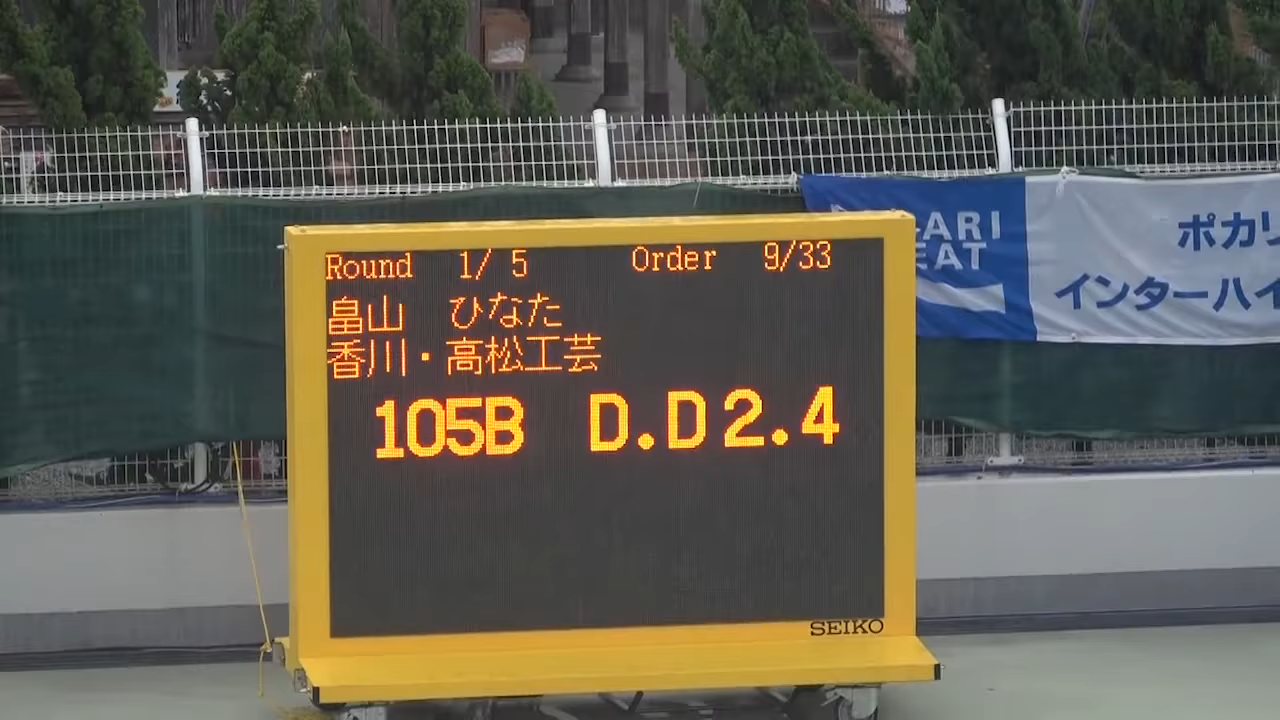 Round 1/ 5 Order 9/33
畠山 ひなた
香川・高松工芸
105B D.D 2.4
SEIKO
ARI
EAT
ポカリ
インターハイ